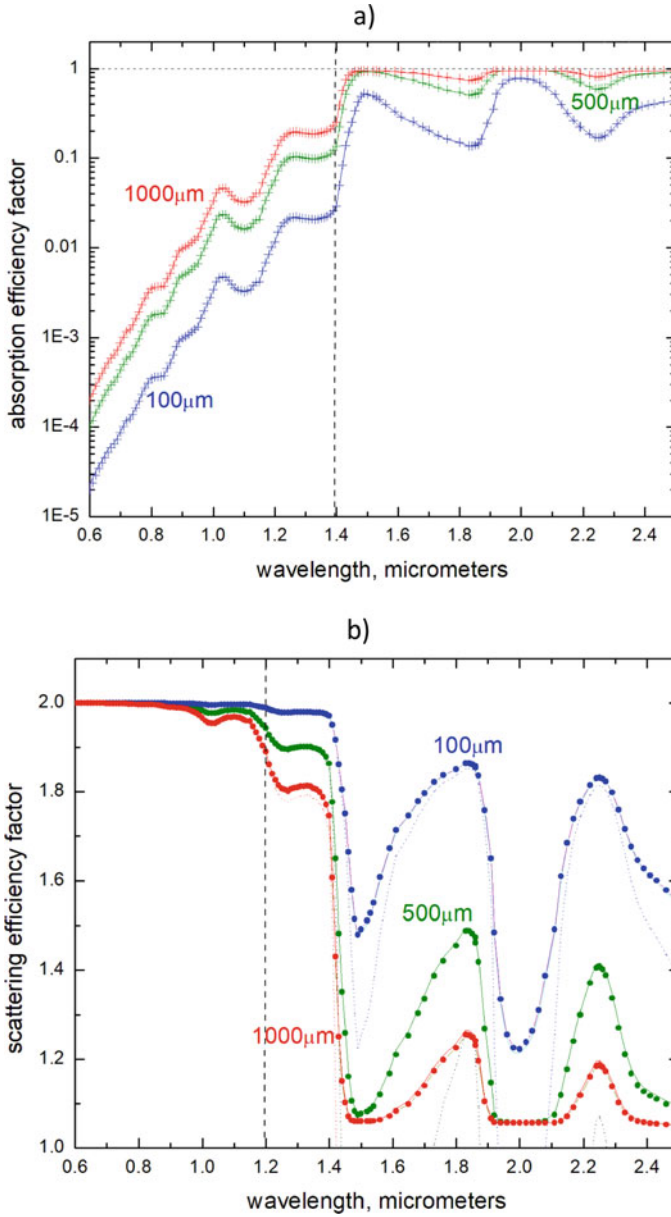 a)
1
0.1
0.01
1E-3
1E-4
1E-5
absorption efficiency factor
500µm
1000µm
100µm
0.6 0.8 1.0 1.2 1.4 1.6 1.8 2.0 2.2 2.4
wavelength, micrometers
b)
2.0
1.8
1.6
1.4
1.2
1.0
scattering efficiency factor
100µm
500µm
1000µm
0.6 0.8 1.0 1.2 1.4 1.6 1.8 2.0 2.2 2.4
wavelength, micrometers